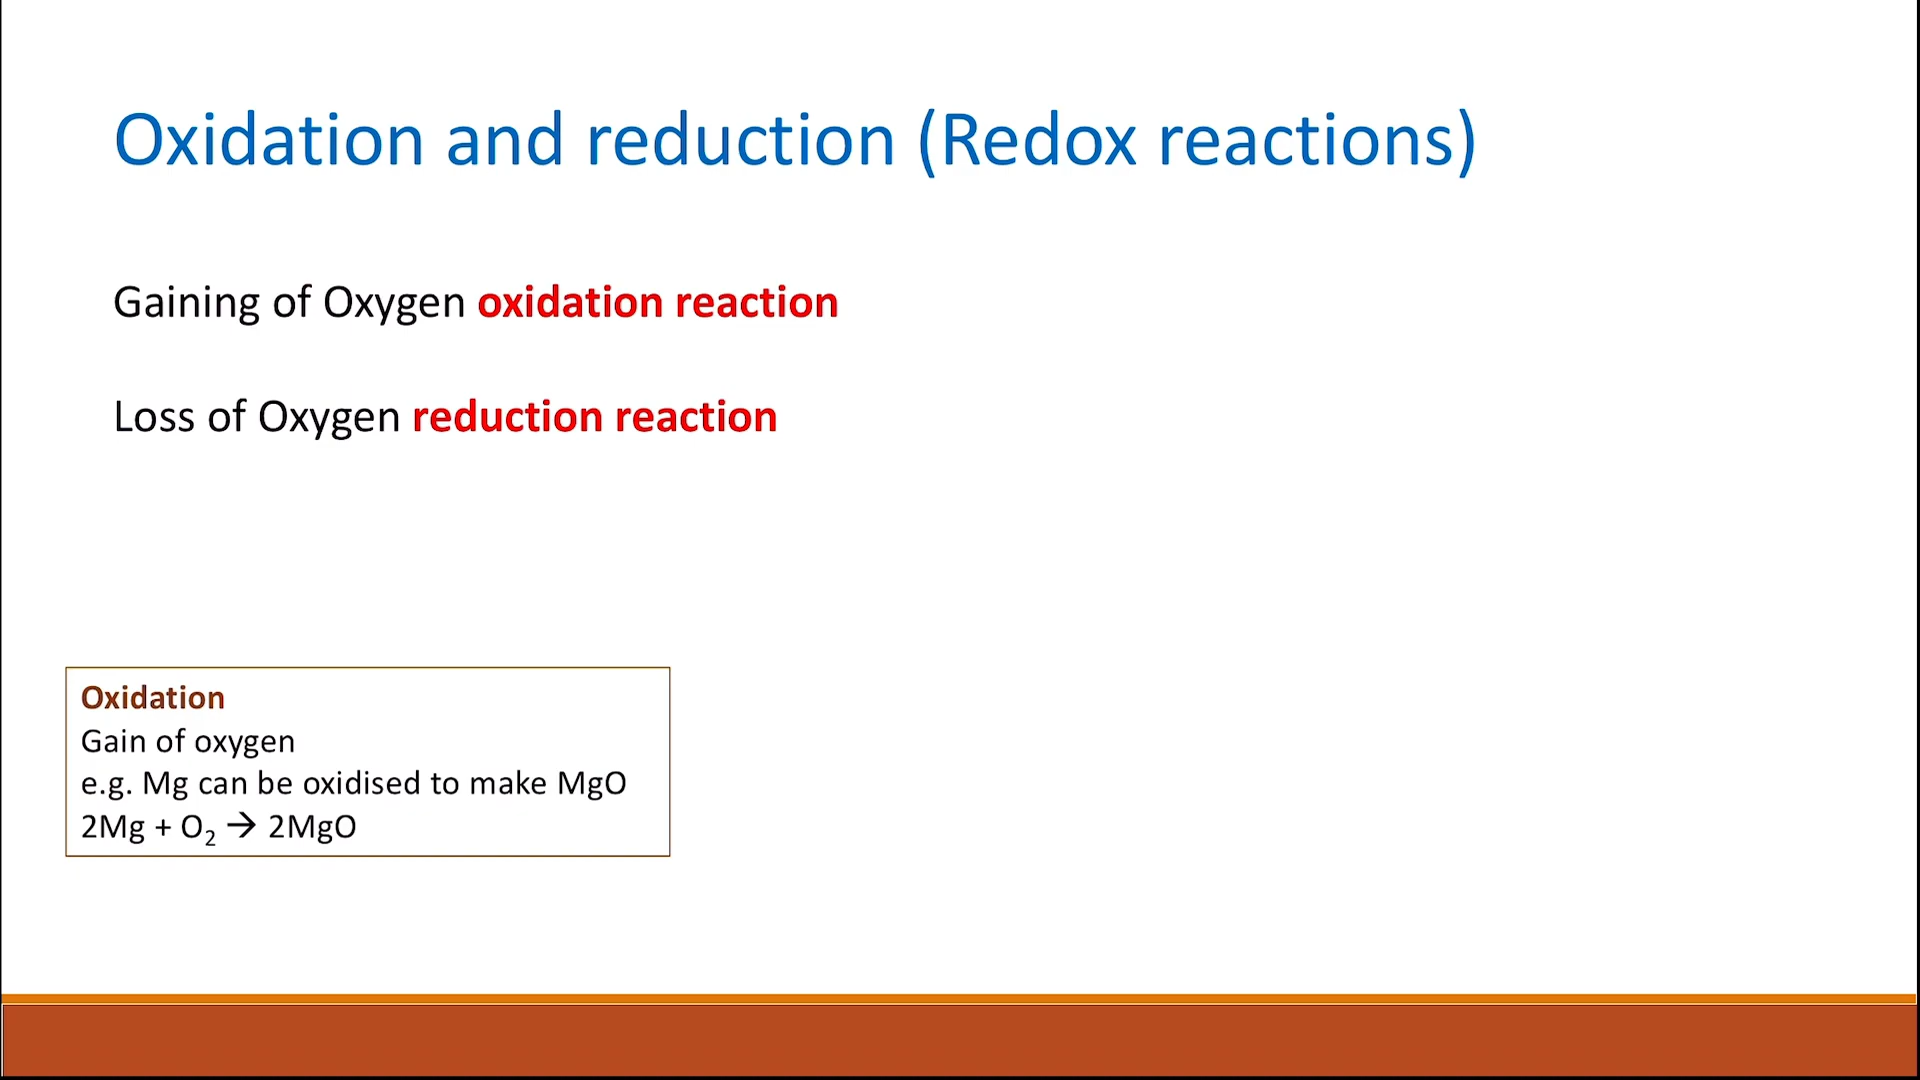 Oxidation and reduction (Redox reactions)
Gaining of Oxygen oxidation reaction
Loss of Oxygen reduction reaction
Oxidation
Gain of oxygen
e.g. Mg can be oxidised to make MgO
2Mg + O₂ → 2MgO